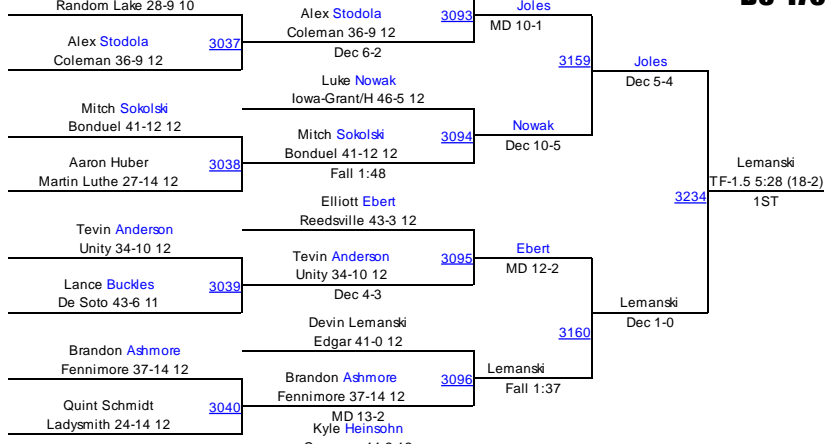 Random Lake 28-9 10
Alex Stodola
Coleman 36-9 12
3037
Mitch Sokolski
Bonduel 41-12 12
Aaron Huber
Martin Luthe 27-14 12
3038
Tevin Anderson
Unity 34-10 12
Lance Buckles
De Soto 43-6 11
3039
Brandon Ashmore
Fennimore 37-14 12
Quint Schmidt
Ladysmith 24-14 12
3040
Alex Stodola
Coleman 36-9 12
Dec 6-2
3093
Luke Nowak
Iowa-Grant/H 46-5 12
Mitch Sokolski
Bonduel 41-12 12
Fall 1:48
3094
Elliott Ebert
Reedsville 43-3 12
Tevin Anderson
Unity 34-10 12
Dec 4-3
3095
Devin Lemanski
Edgar 41-0 12
Brandon Ashmore
Fennimore 37-14 12
MD 13-2
3096
Kyle Heinsohn
Joles
MD 10-1
3159
Nowak
Dec 10-5
Ebert
MD 12-2
3160
Lemanski
Fall 1:37
Joles
Dec 5-4
3234
Lemanski
Dec 1-0
Lemanski
TF-1.5 5:28 (18-2)
1ST